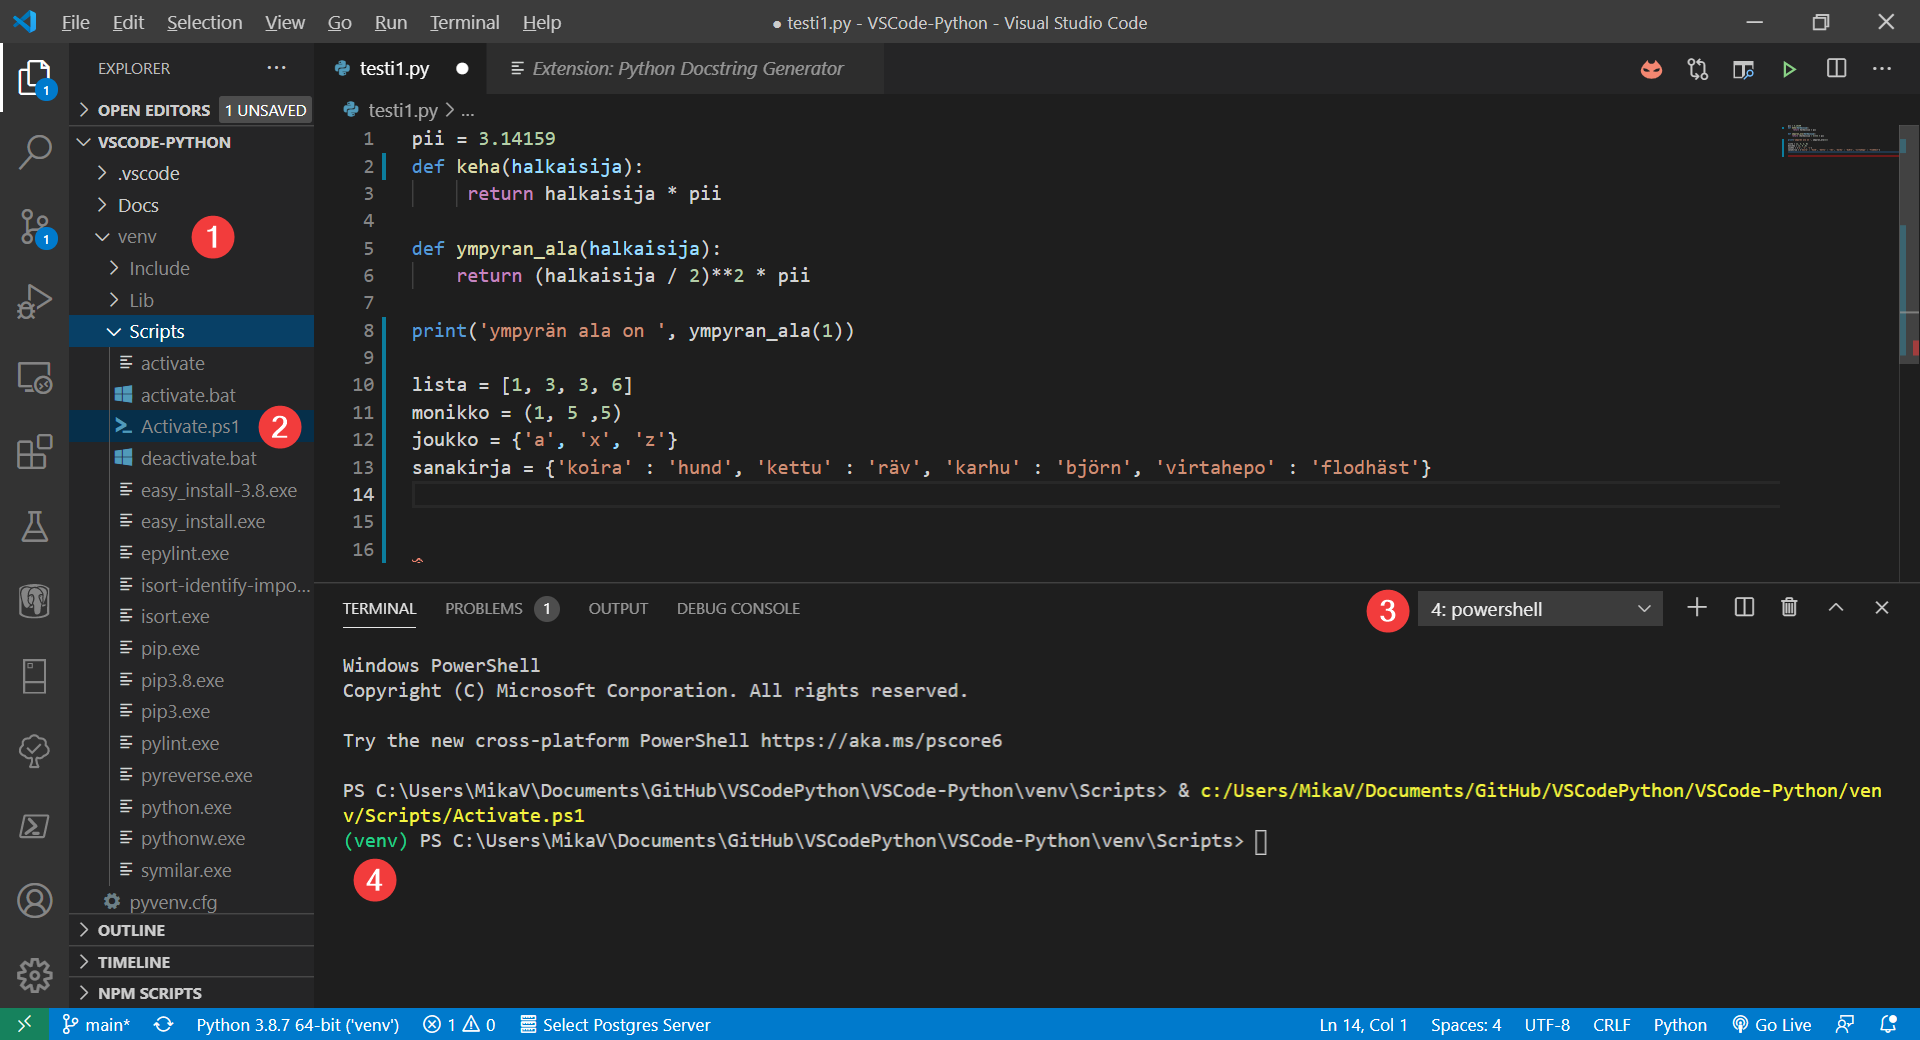 File Edit Selection View Go Run Terminal Help
● testi1.py - VSCode-Python - Visual Studio Code
EXPLORER
OPEN EDITORS 1 UNSAVED
VSCODE-PYTHON
.vscode
Docs
venv 1
Include
Lib
Scripts
activate
activate.bat
Activate.ps1 2
deactivate.bat
easy_install-3.8.exe
easy_install.exe
epylint.exe
isort-identify-impo...
isort.exe
pip.exe
pip3.8.exe
pip3.exe
pylint.exe
pyreverse.exe
python.exe
pythonw.exe
symilar.exe
pyvenv.cfg
OUTLINE
TIMELINE
NPM SCRIPTS
1
1
testi1.py ● Extension: Python Docstring Generator
testi1.py > ...
1 pii = 3.14159
2 def keha(halkaisija):
3 return halkaisija * pii
4
5 def ympyran_ala(halkaisija):
6 return (halkaisija / 2)**2 * pii
7
8 print('ympyrän ala on ', ympyran_ala(1))
9
10 lista = [1, 3, 3, 6]
11 monikko = (1, 5 ,5)
12 joukko = {'a', 'x', 'z'}
13 sanakirja = {'koira' : 'hund', 'kettu' : 'räv', 'karhu' : 'björn', 'virtahepo' : 'flodhäst'}
14
15
16
TERMINAL PROBLEMS 1 OUTPUT DEBUG CONSOLE 3 4: powershell
Windows PowerShell
Copyright (C) Microsoft Corporation. All rights reserved.
Try the new cross-platform PowerShell https://aka.ms/pscore6
PS C:\Users\MikaV\Documents\GitHub\VSCodePython\VSCode-Python\venv\Scripts> & c:/Users/MikaV/Documents/GitHub/VSCodePython/VSCode-Python/ven
v/Scripts/Activate.ps1
(venv) PS C:\Users\MikaV\Documents\GitHub\VSCodePython\VSCode-Python\venv\Scripts>
4
main* Python 3.8.7 64-bit ('venv') 1 0 Select Postgres Server Ln 14, Col 1 Spaces: 4 UTF-8 CRLF Python Go Live